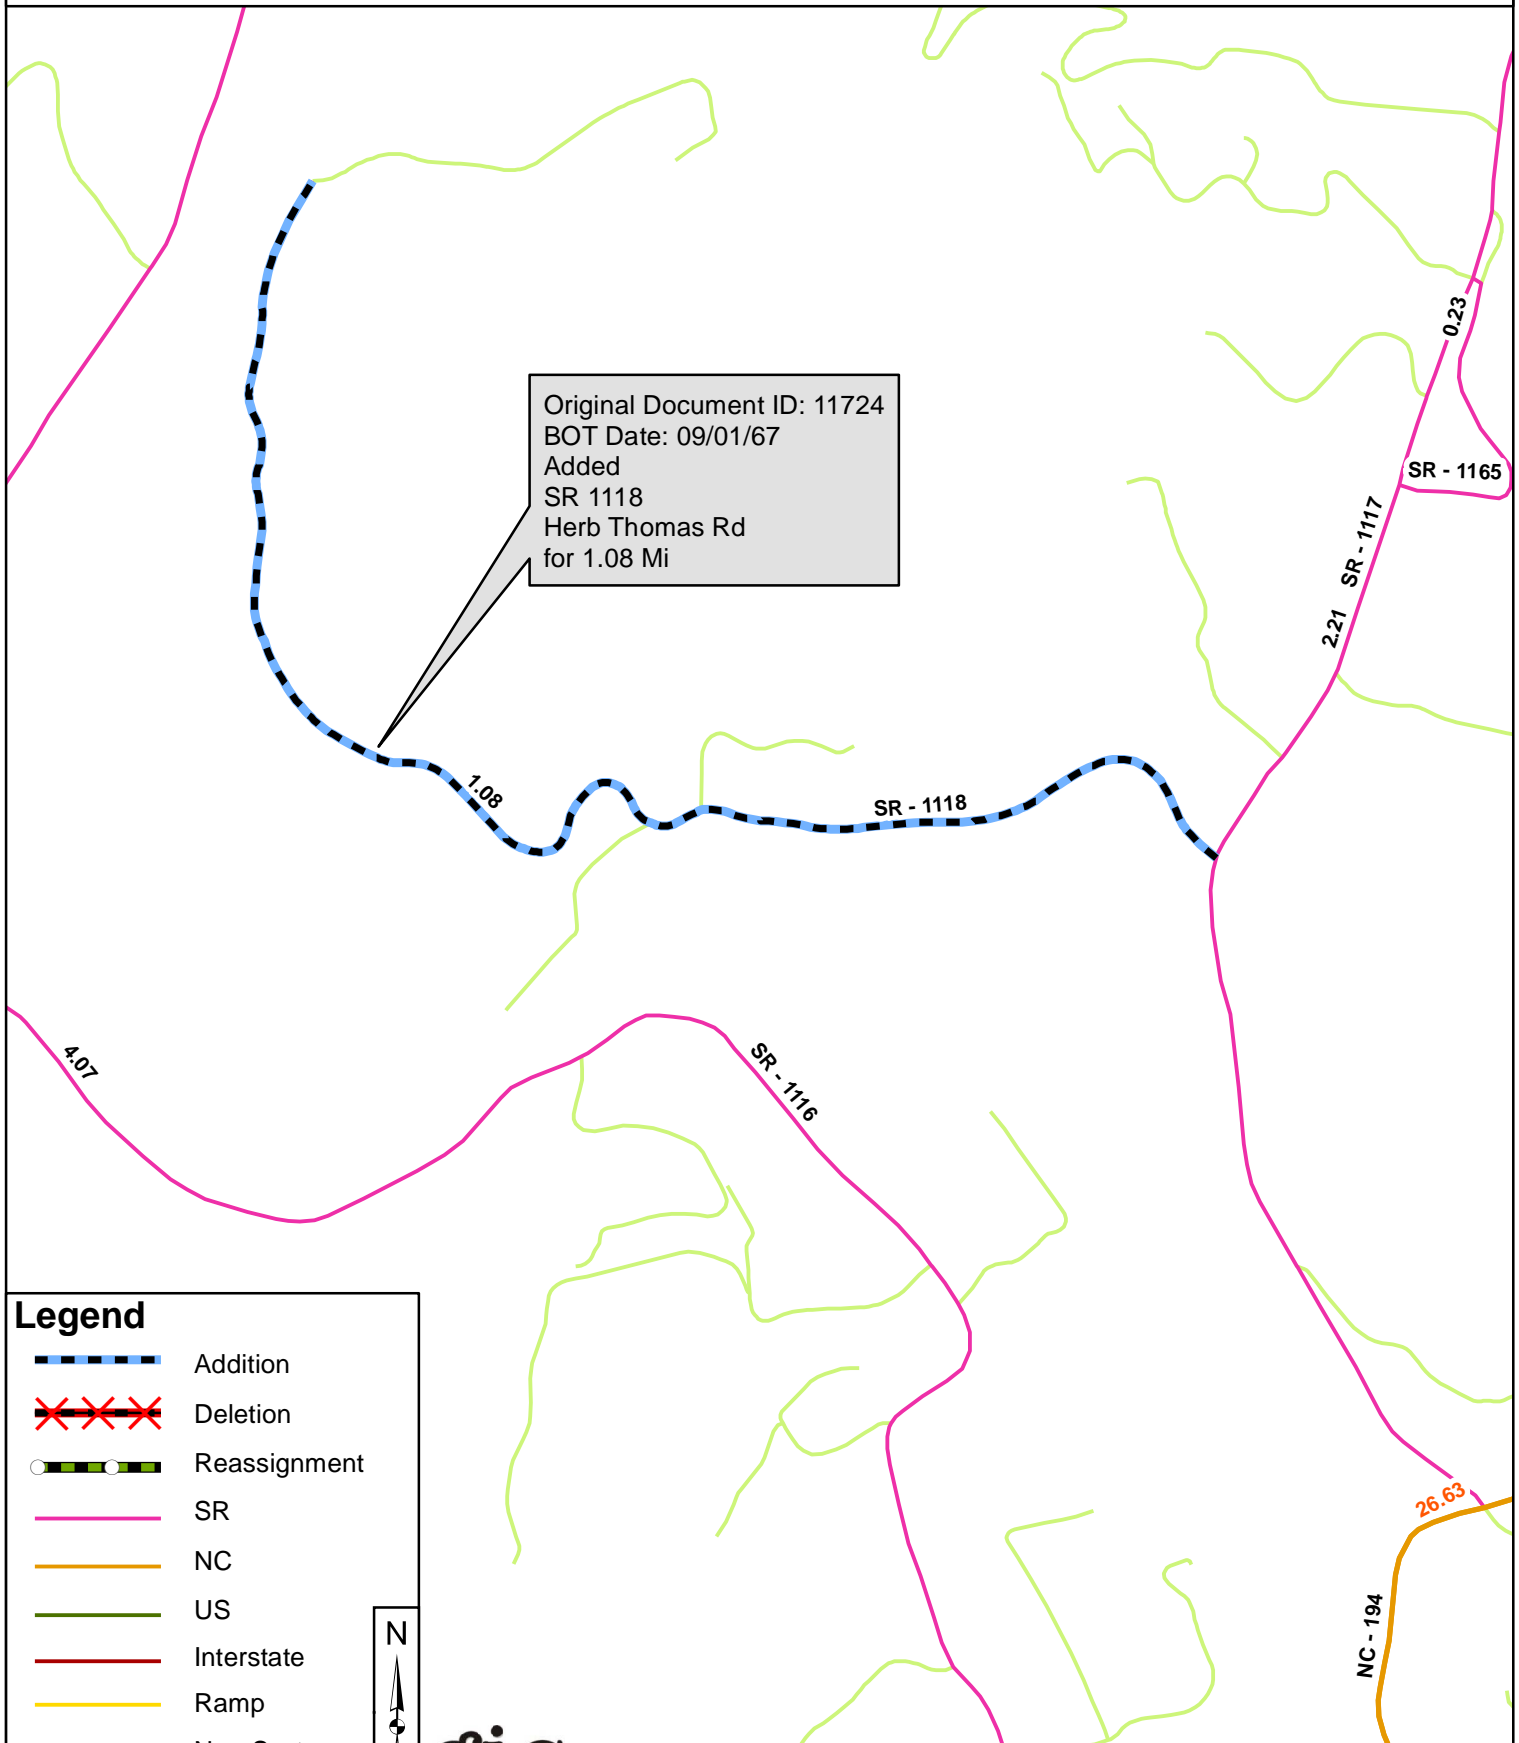 0.23
Original Document ID: 11724
BOT Date: 09/01/67
Added
SR 1118
Herb Thomas Rd
for 1.08 Mi
SR - 1165
SR - 1117
2.21
1.08
SR - 1118
4.07
SR - 1116
Legend
Addition
Deletion
Reassignment
SR
NC
US
Interstate
Ramp
N
26.63
NC - 194